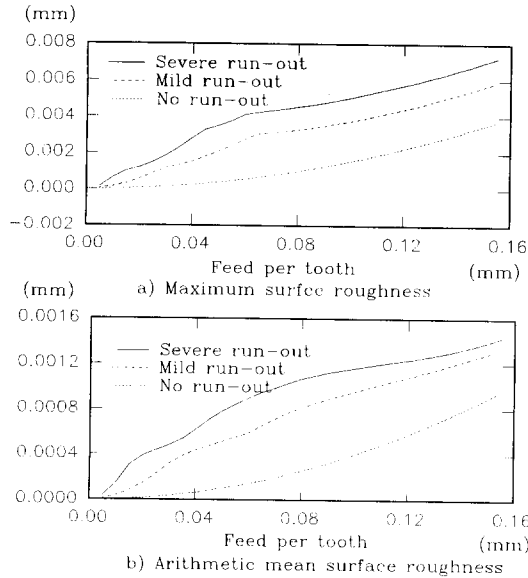 (mm)
0.008
0.006
0.004
0.002
0.000
-0.002
Severe run-out
Mild run-out
No run-out
0.00 0.04 0.08 0.12 0.16
Feed per tooth (mm)
a) Maximum surfce roughness
(mm)
0.0016
0.0012
0.0008
0.0004
0.0000
Severe run-out
Mild run-out
No run-out
0.00 0.04 0.08 0.12 0.16
Feed per tooth (mm)
b) Arithmetic mean surface roughness